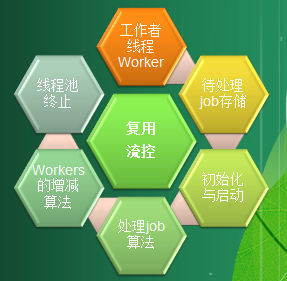 工作者
线程
Worker
线程池
终止
待处理
job存储
复用
流控
Workers
的增减
算法
初始化
与启动
处理job
算法